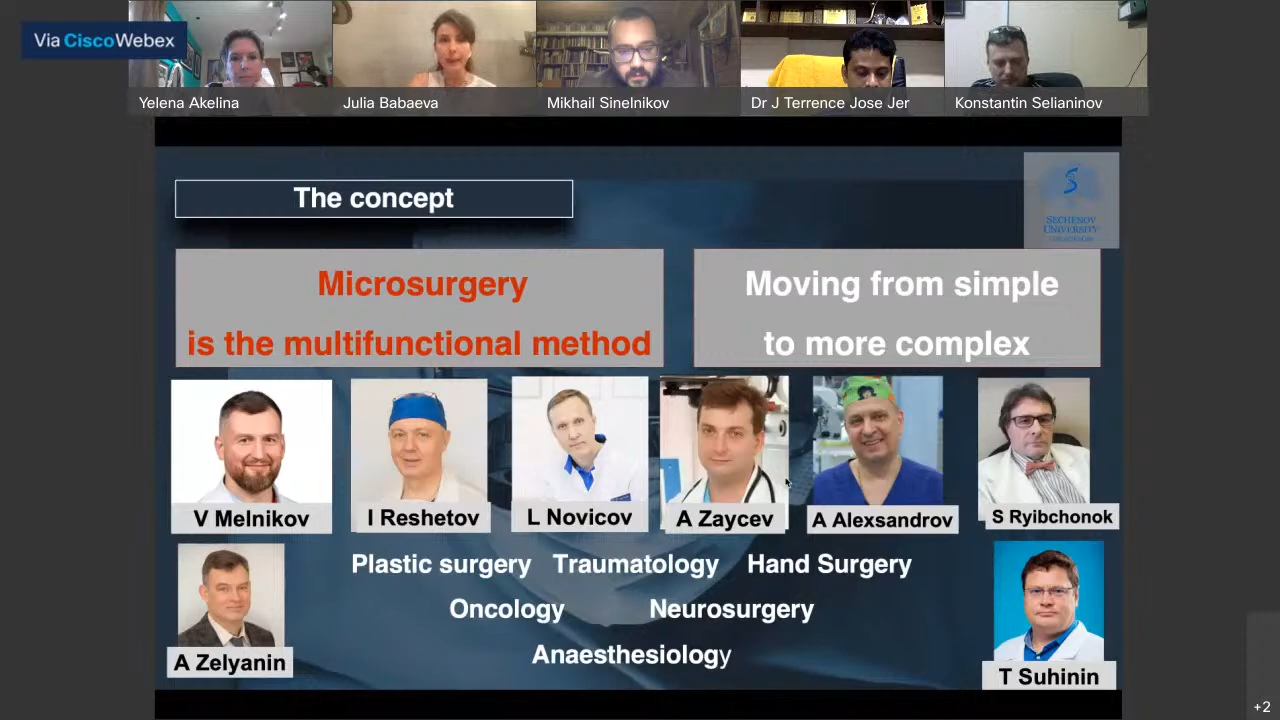 Via CiscoWebex
Yelena Akelina
Julia Babaeva
Mikhail Sinelnikov
Dr J Terrence Jose Jer
Konstantin Selianinov
The concept
SECHENOV
UNIVERSITY
Microsurgery
is the multifunctional method
Moving from simple
to more complex
V Melnikov
I Reshetov
L Novicov
A Zaycev
A Alexsandrov
S Ryibchonok
Plastic surgery Traumatology Hand Surgery
Oncology Neurosurgery
Anaesthesiology
A Zelyanin
T Suhinin
+2